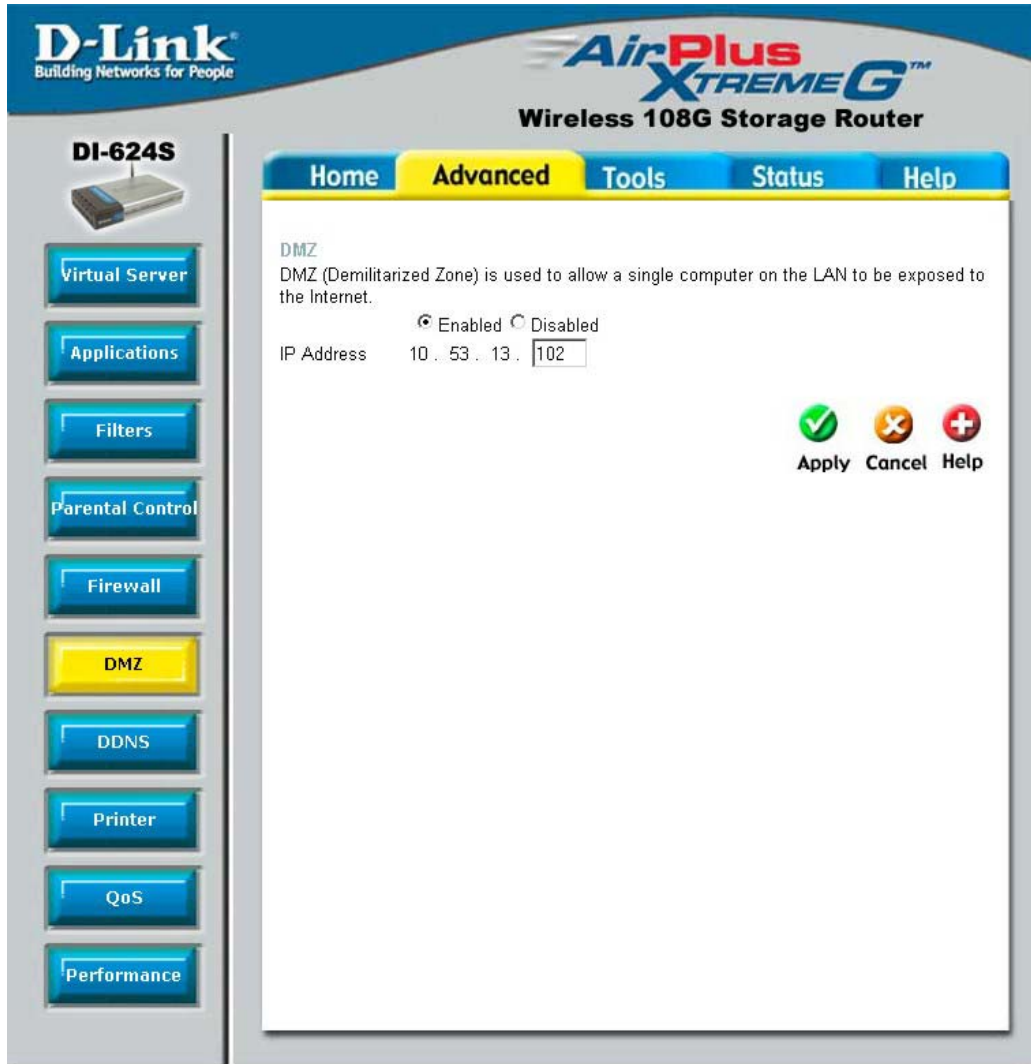 D-Link
Building Networks for People
AirPlus
XTREME G™
Wireless 108G Storage Router
DI-624S
Home Advanced Tools Status Help
Virtual Server
Applications
Filters
Parental Control
Firewall
DMZ
DDNS
Printer
QoS
Performance
DMZ
DMZ (Demilitarized Zone) is used to allow a single computer on the LAN to be exposed to
the Internet.
Enabled Disabled
IP Address 10 . 53 . 13 . 102
Apply Cancel Help